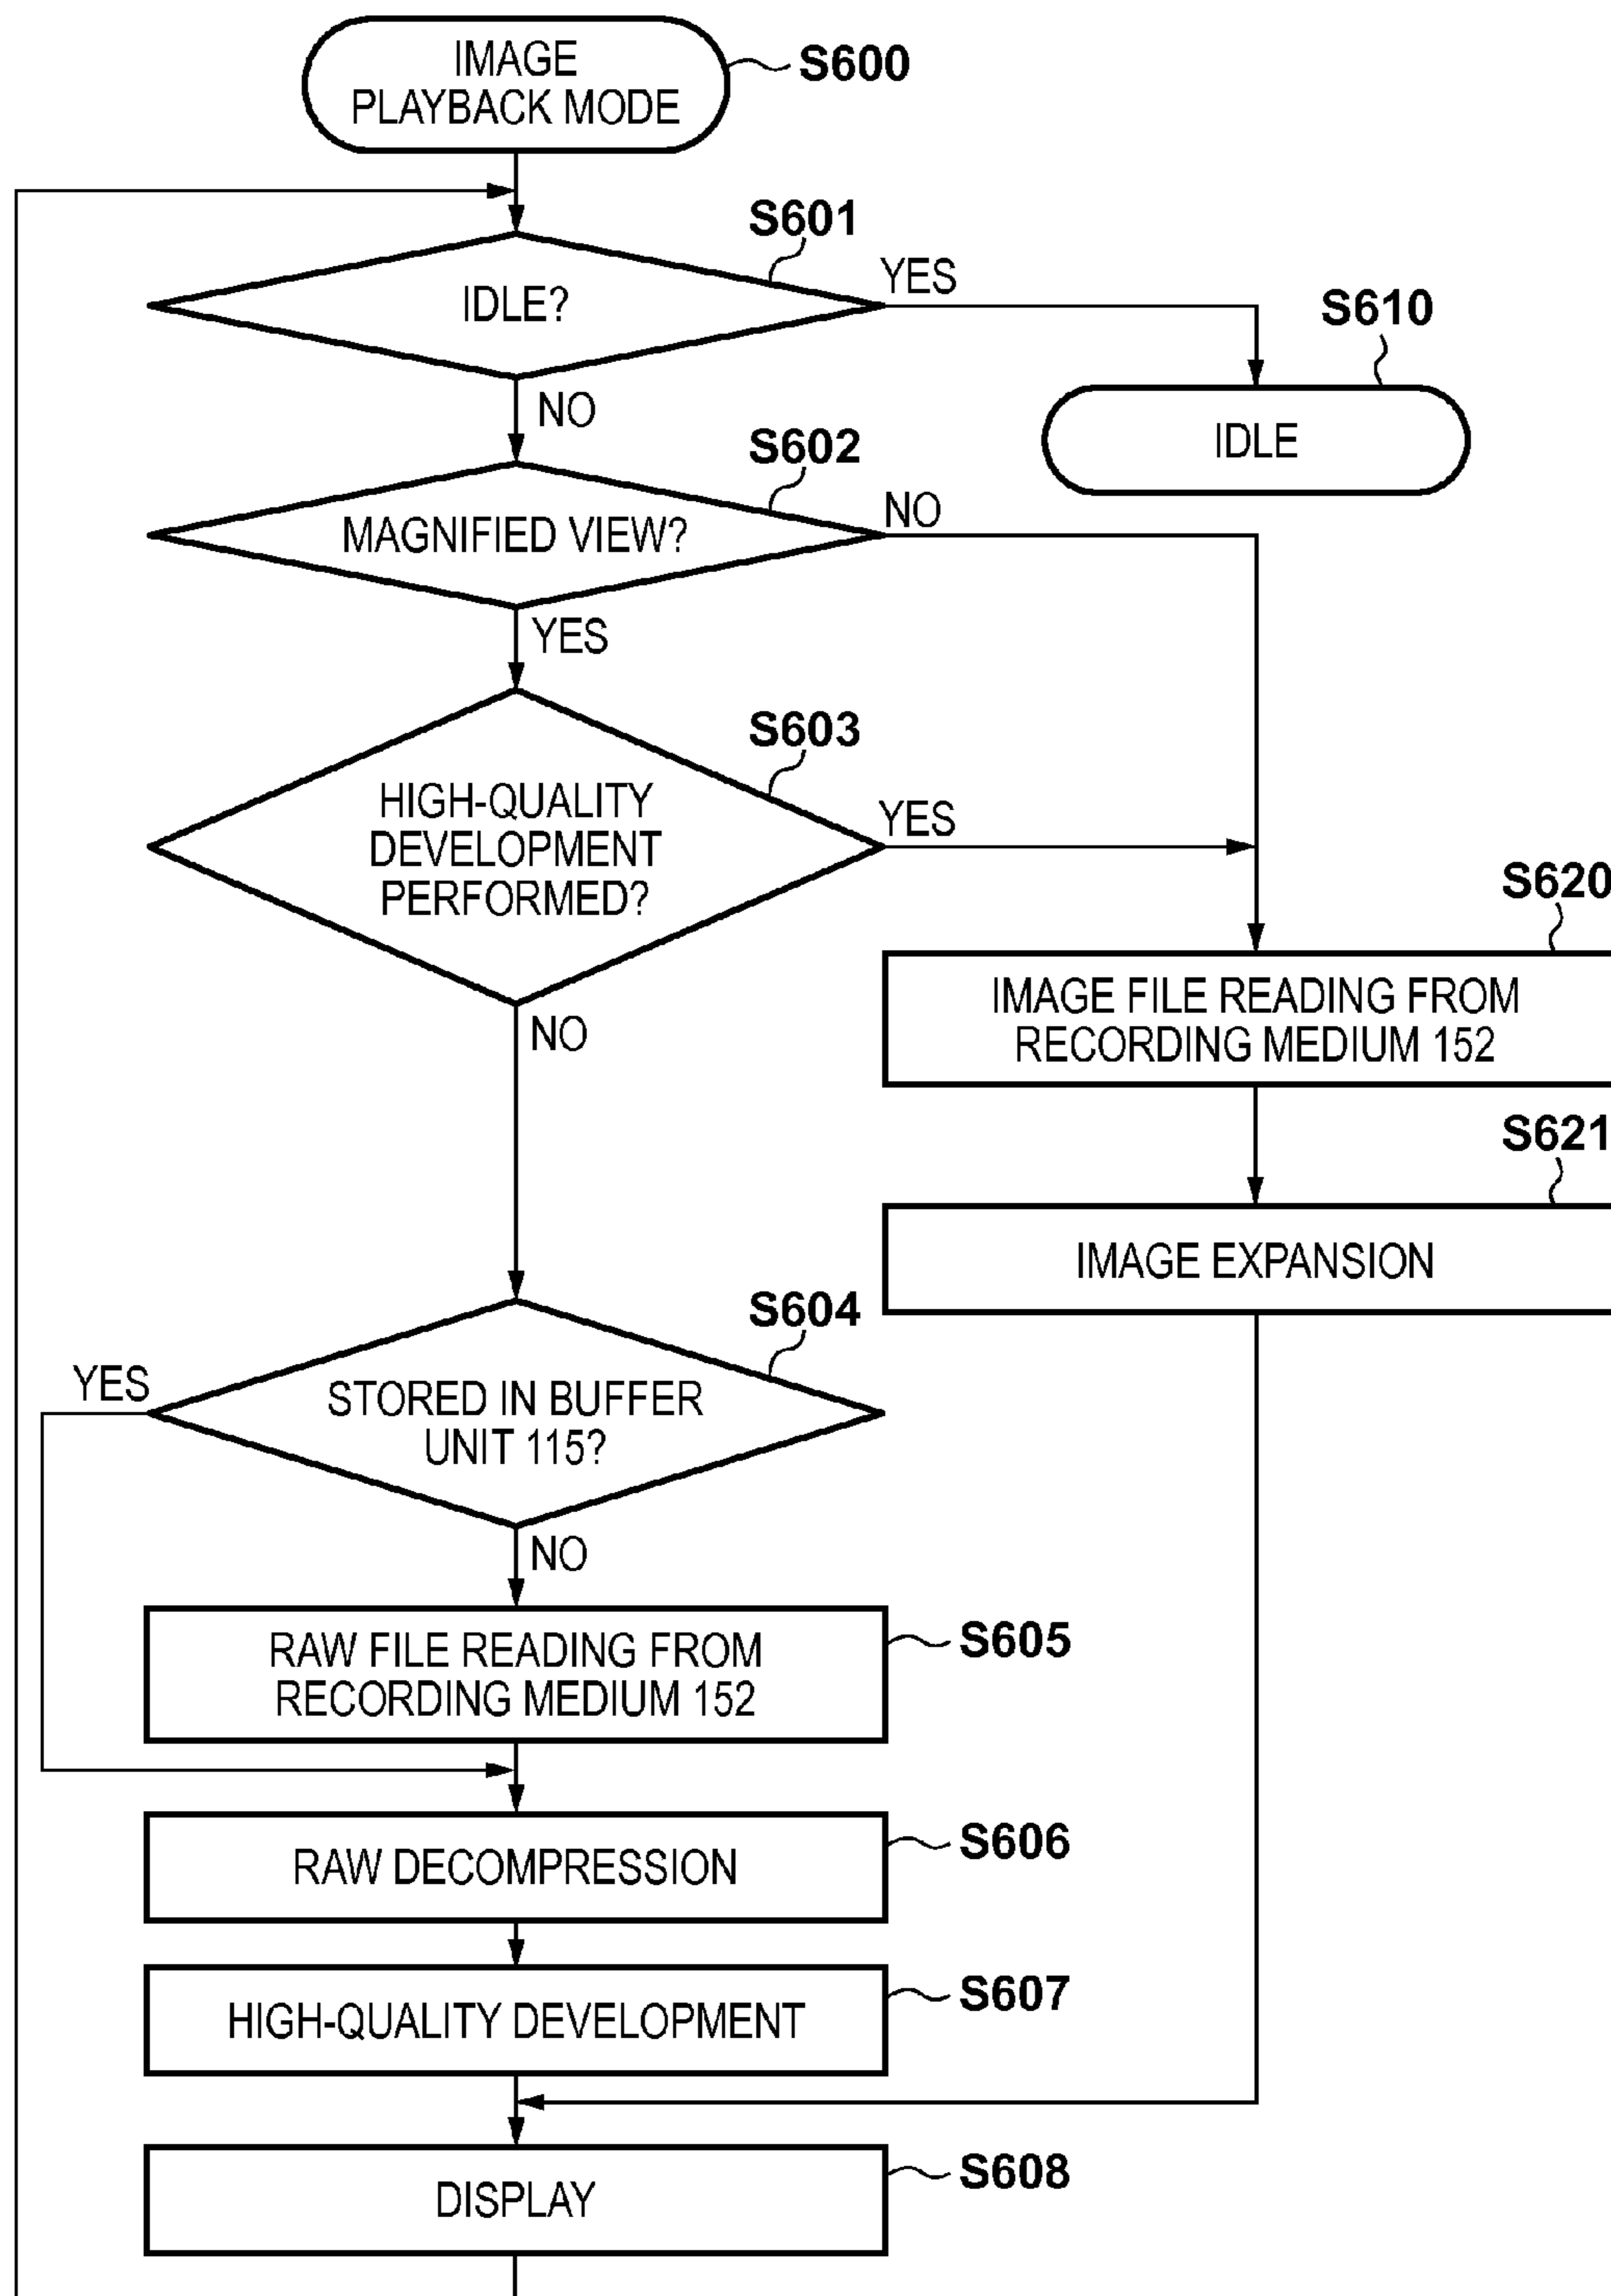 IMAGE
PLAYBACK MODE
S600
S601
IDLE?
YES
S610
IDLE
NO
S602
MAGNIFIED VIEW?
NO
YES
S603
HIGH-QUALITY
DEVELOPMENT
PERFORMED?
YES
NO
S620
IMAGE FILE READING FROM
RECORDING MEDIUM 152
S621
IMAGE EXPANSION
S604
YES
STORED IN BUFFER
UNIT 115?
NO
RAW FILE READING FROM
RECORDING MEDIUM 152
S605
RAW DECOMPRESSION
S606
HIGH-QUALITY DEVELOPMENT
S607
DISPLAY
S608